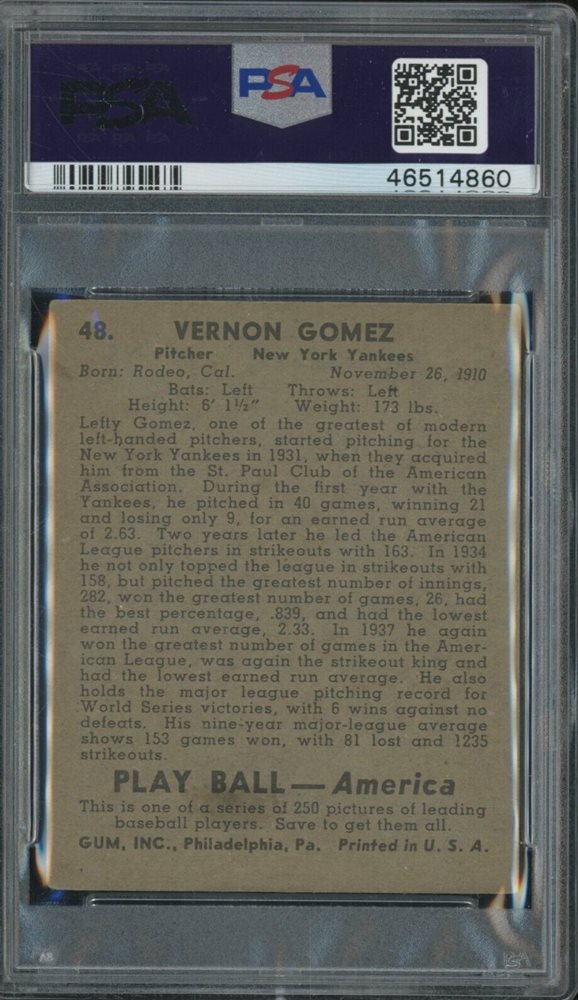 PSA PSA
46514860
48. VERNON GOMEZ
Pitcher New York Yankees
Born: Rodeo, Cal. November 26, 1910
Bats: Left Throws: Left
Height: 6' 1½" Weight: 173 lbs.
Lefty Gomez, one of the greatest of modern
left-handed pitchers, started pitching for the
New York Yankees in 1931, when they acquired
him from the St. Paul Club of the American
Association. During the first year with the
Yankees, he pitched in 40 games, winning 21
and losing only 9, for an earned run average
of 2.63. Two years later he led the American
League pitchers in strikeouts with 163. In 1934
he not only topped the league in strikeouts with
158, but pitched the greatest number of innings,
282, won the greatest number of games, 26, had
the best percentage, .839, and had the lowest
earned run average, 2.33. In 1937 he again
won the greatest number of games in the Amer-
ican League, was again the strikeout king and
had the lowest earned run average. He also
holds the major league pitching record for
World Series victories, with 6 wins against no
defeats. His nine-year major-league average
shows 153 games won, with 81 lost and 1235
strikeouts.
PLAY BALL — America
This is one of a series of 250 pictures of leading
baseball players. Save to get them all.
GUM, INC., Philadelphia, Pa. Printed in U. S. A.